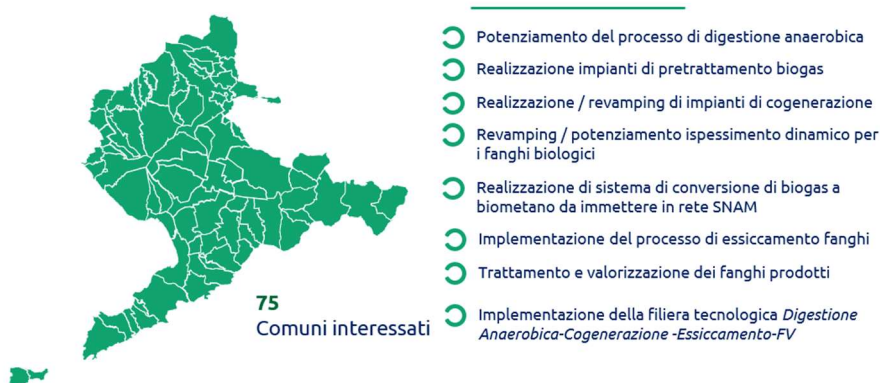 Potenziamento del processo di digestione anaerobica
Realizzazione impianti di pretrattamento biogas
Realizzazione / revamping di impianti di cogenerazione
Revamping / potenziamento ispessimento dinamico per
i fanghi biologici
Realizzazione di sistema di conversione di biogas a
biometano da immettere in rete SNAM
Implementazione del processo di essiccamento fanghi
Trattamento e valorizzazione dei fanghi prodotti
Implementazione della filiera tecnologica Digestione
Anaerobica-Cogenerazione -Essiccamento-FV
75
Comuni interessati